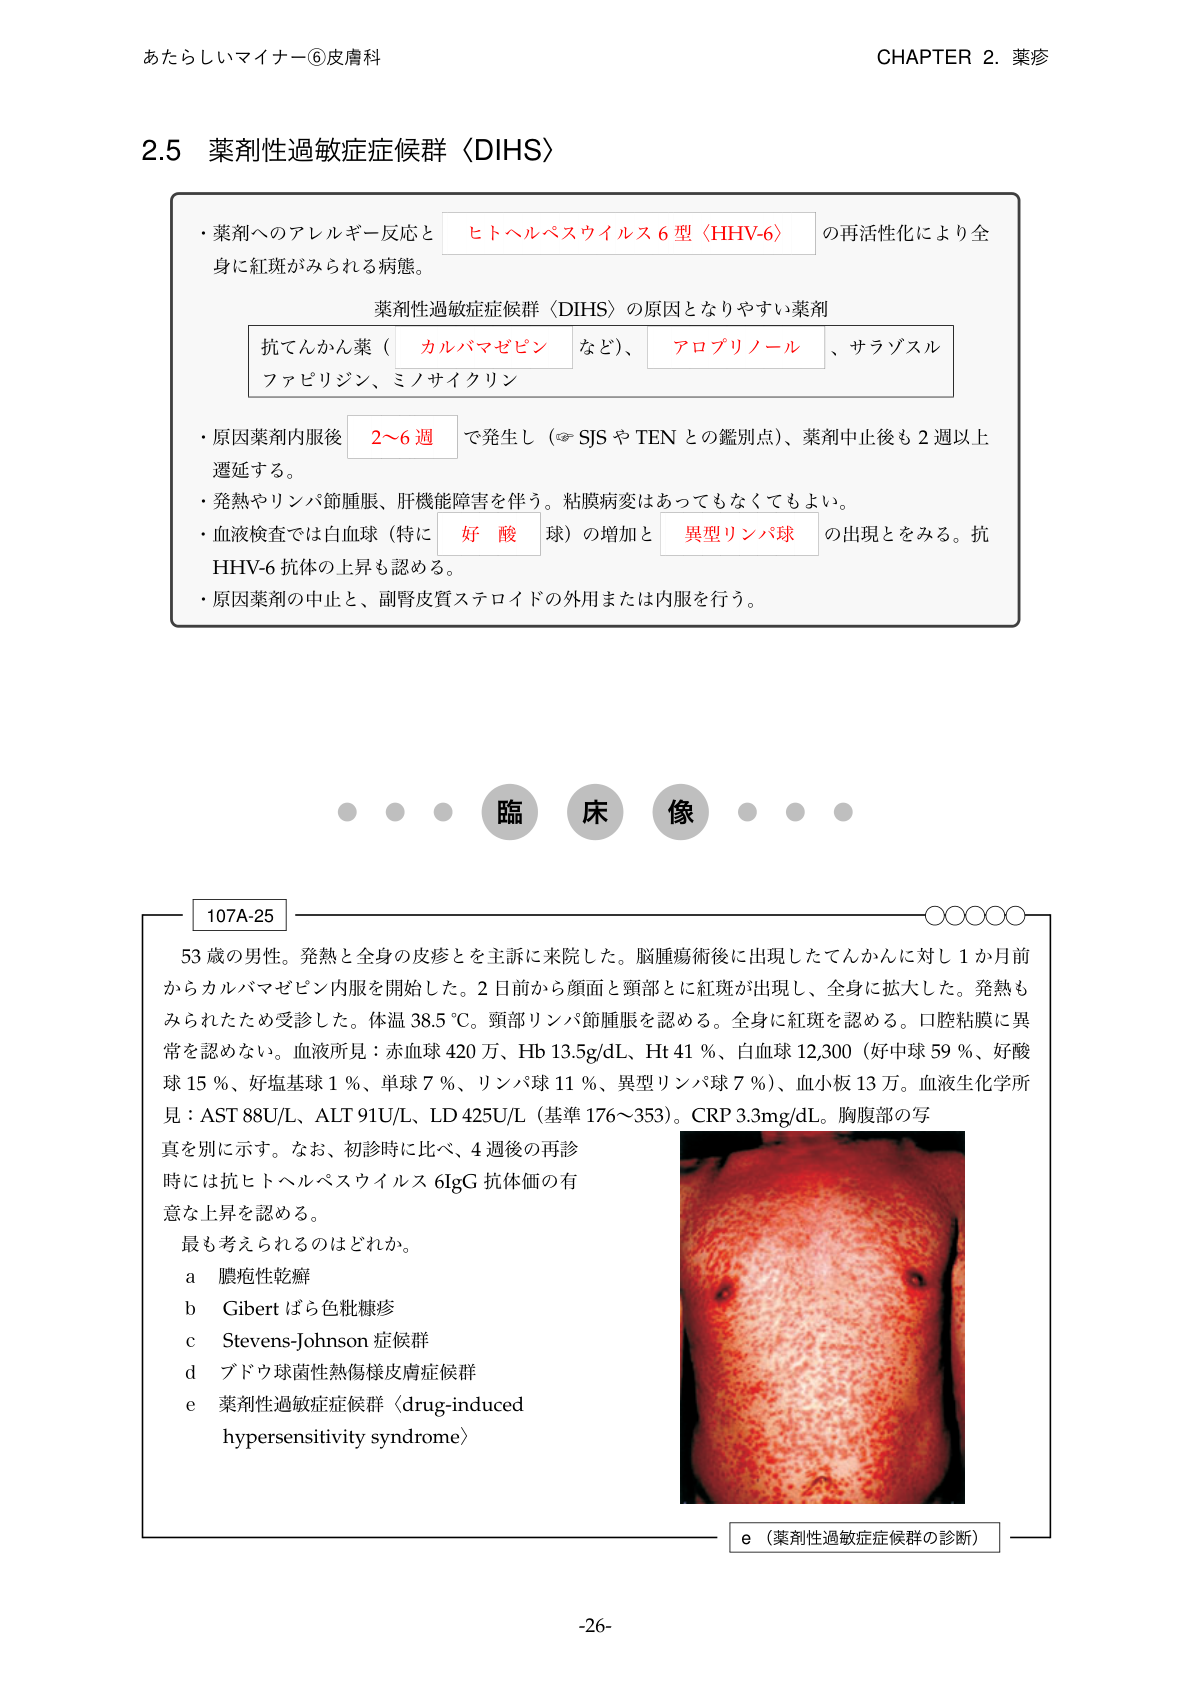 あたらしいマイナー⑥皮膚科
CHAPTER 2. 薬疹
2.5 薬剤性過敏症症候群〈DIHS〉
・薬剤へのアレルギー反応と ヒトヘルペスウイルス 6 型〈HHV-6〉 の再活性化により全
身に紅斑がみられる病態。
薬剤性過敏症症候群〈DIHS〉の原因となりやすい薬剤
抗てんかん薬（ カルバマゼピン など）、 アロプリノール 、サラゾスル
ファピリジン、ミノサイクリン
・原因薬剤内服後 2〜6 週 で発生し（☞ SJS や TEN との鑑別点）、薬剤中止後も 2 週以上
遷延する。
・発熱やリンパ節腫脹、肝機能障害を伴う。粘膜病変はあってもなくてもよい。
・血液検査では白血球（特に 好 酸 球）の増加と 異型リンパ球 の出現とをみる。抗
HHV-6 抗体の上昇も認める。
・原因薬剤の中止と、副腎皮質ステロイドの外用または内服を行う。
臨 床 像
107A-25
53 歳の男性。発熱と全身の皮疹とを主訴に来院した。脳腫瘍術後に出現したてんかんに対し 1 か月前
からカルバマゼピン内服を開始した。2 日前から顔面と頸部とに紅斑が出現し、全身に拡大した。発熱も
みられたため受診した。体温 38.5 ℃。頸部リンパ節腫脹を認める。全身に紅斑を認める。口腔粘膜に異
常を認めない。血液所見：赤血球 420 万、Hb 13.5g/dL、Ht 41 %、白血球 12,300（好中球 59 %、好酸
球 15 %、好塩基球 1 %、単球 7 %、リンパ球 11 %、異型リンパ球 7 %）、血小板 13 万。血液生化学所
見：AST 88U/L、ALT 91U/L、LD 425U/L（基準 176〜353）。CRP 3.3mg/dL。胸腹部の写
真を別に示す。なお、初診時に比べ、4 週後の再診
時には抗ヒトヘルペスウイルス 6IgG 抗体価の有
意な上昇を認める。
最も考えられるのはどれか。
a 膿疱性乾癬
b Gibert ばら色粃糠疹
c Stevens-Johnson 症候群
d ブドウ球菌性熱傷様皮膚症候群
e 薬剤性過敏症症候群〈drug-induced
hypersensitivity syndrome〉
e（薬剤性過敏症症候群の診断）
-26-